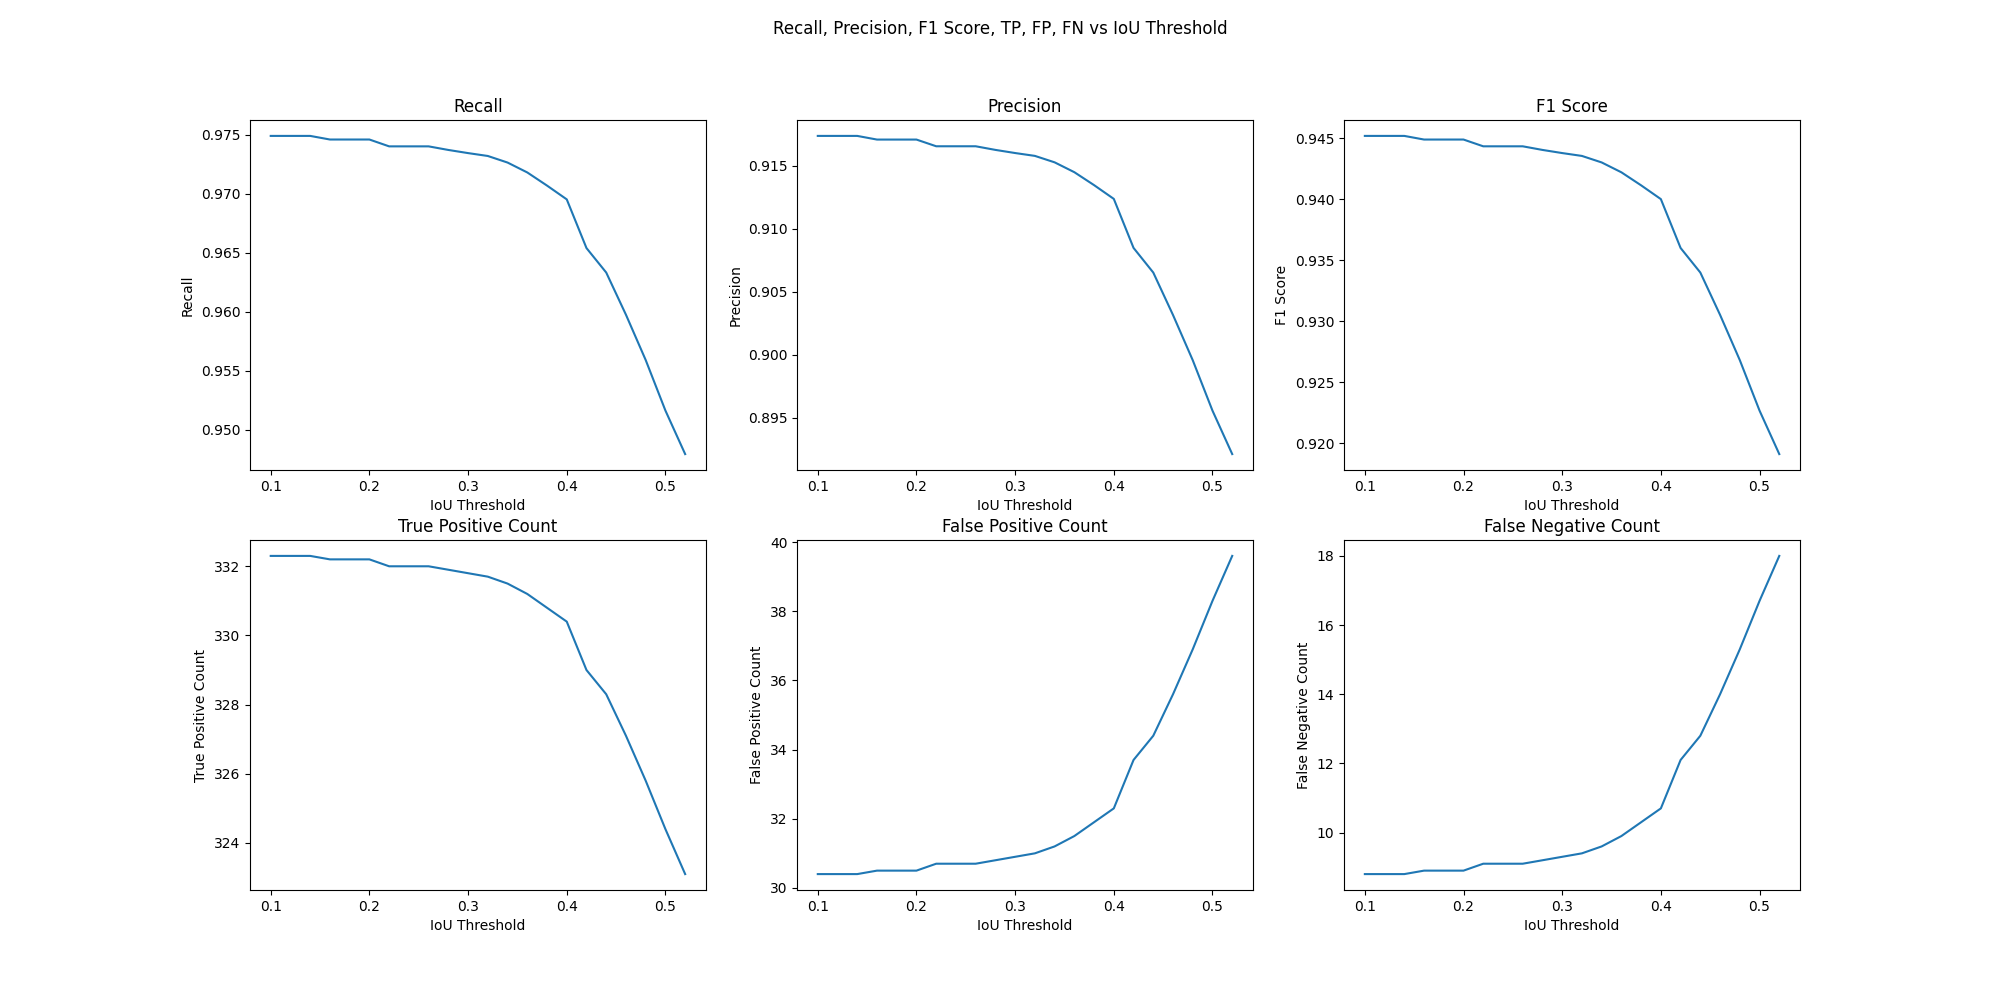 Recall, Precision, F1 Score, TP, FP, FN vs IoU Threshold
Recall
0.975
0.970
0.965
0.960
0.955
0.950
Recall
0.1 0.2 0.3 0.4 0.5
IoU Threshold
Precision
0.915
0.910
0.905
0.900
0.895
Precision
0.1 0.2 0.3 0.4 0.5
IoU Threshold
F1 Score
0.945
0.940
0.935
0.930
0.925
0.920
F1 Score
0.1 0.2 0.3 0.4 0.5
IoU Threshold
True Positive Count
332
330
328
326
324
True Positive Count
0.1 0.2 0.3 0.4 0.5
IoU Threshold
False Positive Count
40
38
36
34
32
30
False Positive Count
0.1 0.2 0.3 0.4 0.5
IoU Threshold
False Negative Count
18
16
14
12
10
False Negative Count
0.1 0.2 0.3 0.4 0.5
IoU Threshold